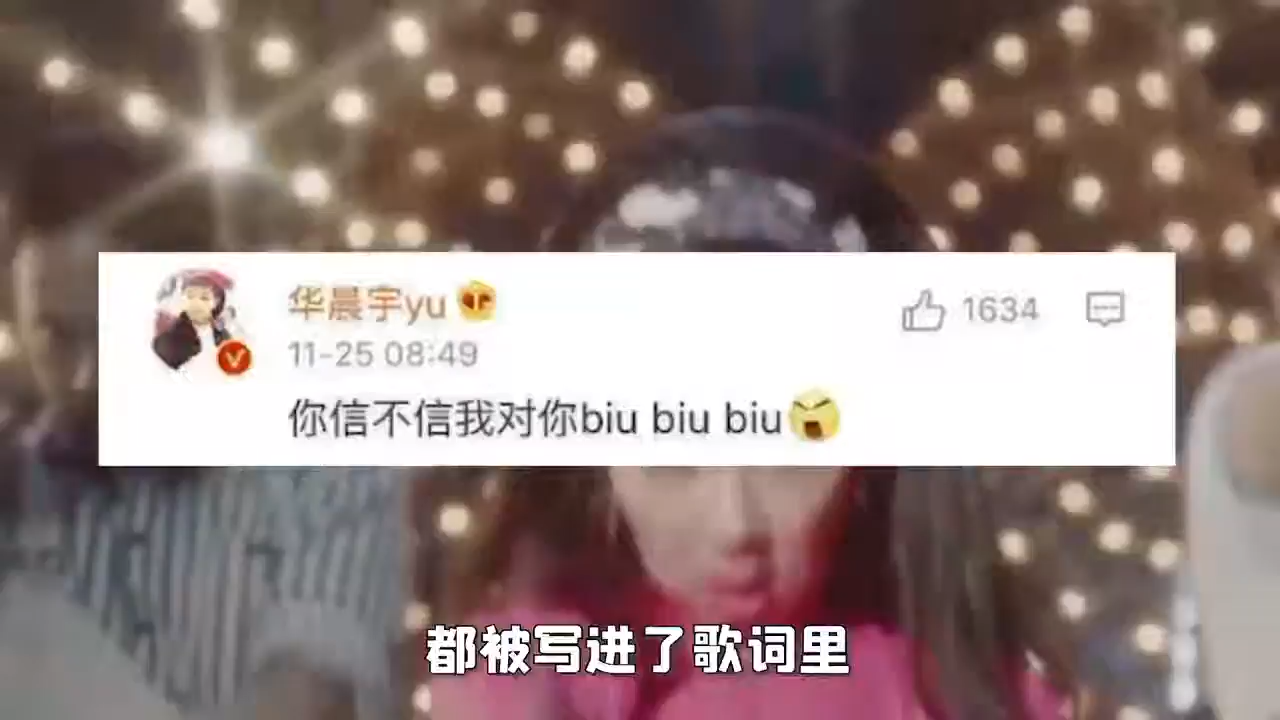 华晨宇yu
1634
11-25 08:49
你信不信我对你biu biu biu
都被写进了歌词里